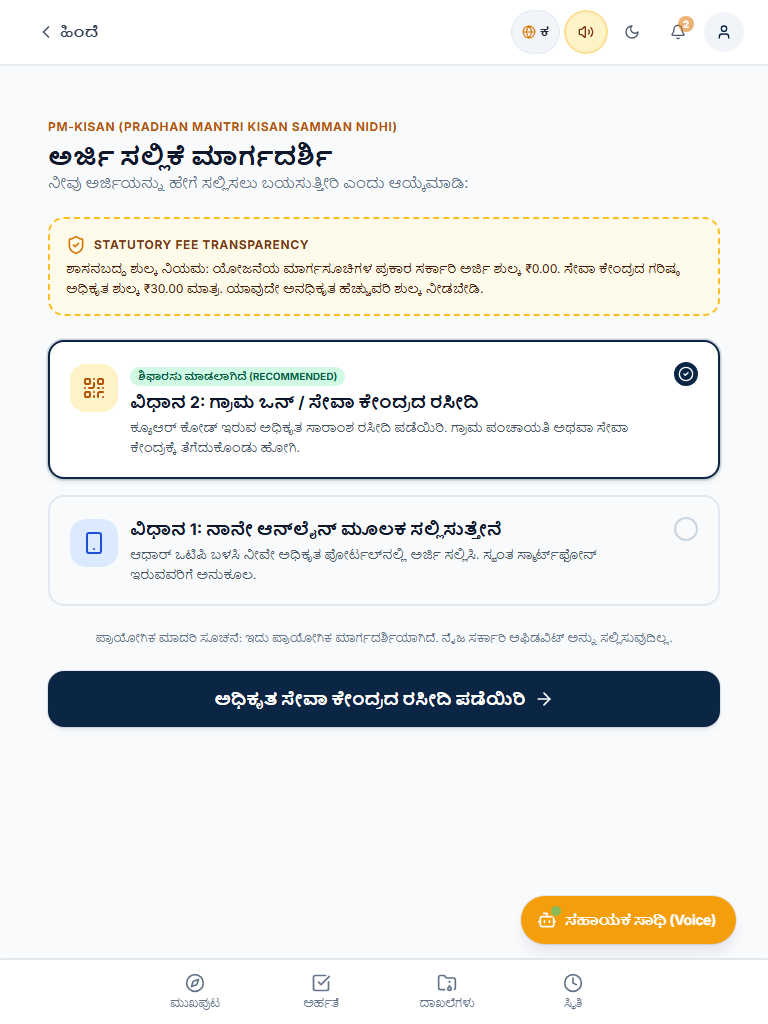 ಹಿಂದೆ
ಕ
2
PM-KISAN (PRADHAN MANTRI KISAN SAMMAN NIDHI)
ಅರ್ಜಿ ಸಲ್ಲಿಕೆ ಮಾರ್ಗದರ್ಶಿ
ನೀವು ಅರ್ಜಿಯನ್ನು ಹೇಗೆ ಸಲ್ಲಿಸಲು ಬಯಸುತ್ತೀರಿ ಎಂದು ಆಯ್ಕೆಮಾಡಿ:
STATUTORY FEE TRANSPARENCY
ಶಾಸನಬದ್ಧ ಶುಲ್ಕ ನಿಯಮ: ಯೋಜನೆಯ ಮಾರ್ಗಸೂಚಿಗಳ ಪ್ರಕಾರ ಸರ್ಕಾರಿ ಅರ್ಜಿ ಶುಲ್ಕ ₹0.00. ಸೇವಾ ಕೇಂದ್ರದ ಗರಿಷ್ಠ
ಅಧಿಕೃತ ಶುಲ್ಕ ₹30.00 ಮಾತ್ರ. ಯಾವುದೇ ಅನಧಿಕೃತ ಹೆಚ್ಚುವರಿ ಶುಲ್ಕ ನೀಡಬೇಡಿ.
ಶಿಫಾರಸು ಮಾಡಲಾಗಿದೆ (RECOMMENDED)
ವಿಧಾನ 2: ಗ್ರಾಮ ಒನ್ / ಸೇವಾ ಕೇಂದ್ರದ ರಸೀದಿ
ಕ್ಯೂಆರ್ ಕೋಡ್ ಇರುವ ಅಧಿಕೃತ ಸಾರಾಂಶ ರಸೀದಿ ಪಡೆಯಿರಿ. ಗ್ರಾಮ ಪಂಚಾಯತಿ ಅಥವಾ ಸೇವಾ
ಕೇಂದ್ರಕ್ಕೆ ತೆಗೆದುಕೊಂಡು ಹೋಗಿ.
ವಿಧಾನ 1: ನಾನೇ ಆನ್‌ಲೈನ್ ಮೂಲಕ ಸಲ್ಲಿಸುತ್ತೇನೆ
ಆಧಾರ್ ಒಟಿಪಿ ಬಳಸಿ ನೀವೇ ಅಧಿಕೃತ ಪೋರ್ಟಲ್‌ನಲ್ಲಿ ಅರ್ಜಿ ಸಲ್ಲಿಸಿ. ಸ್ವಂತ ಸ್ಮಾರ್ಟ್‌ಫೋನ್
ಇರುವವರಿಗೆ ಅನುಕೂಲ.
ಪ್ರಾಯೋಗಿಕ ಮಾದರಿ ಸೂಚನೆ: ಇದು ಪ್ರಾಯೋಗಿಕ ಮಾರ್ಗದರ್ಶಿಯಾಗಿದೆ. ನೈಜ ಸರ್ಕಾರಿ ಅಫಿಡವಿಟ್ ಅನ್ನು ಸಲ್ಲಿಸುವುದಿಲ್ಲ.
ಅಧಿಕೃತ ಸೇವಾ ಕೇಂದ್ರದ ರಸೀದಿ ಪಡೆಯಿರಿ
ಸಹಾಯಕ ಸಾಥಿ (Voice)
ಮುಖಪುಟ
ಅರ್ಹತೆ
ದಾಖಲೆಗಳು
ಸ್ಥಿತಿ